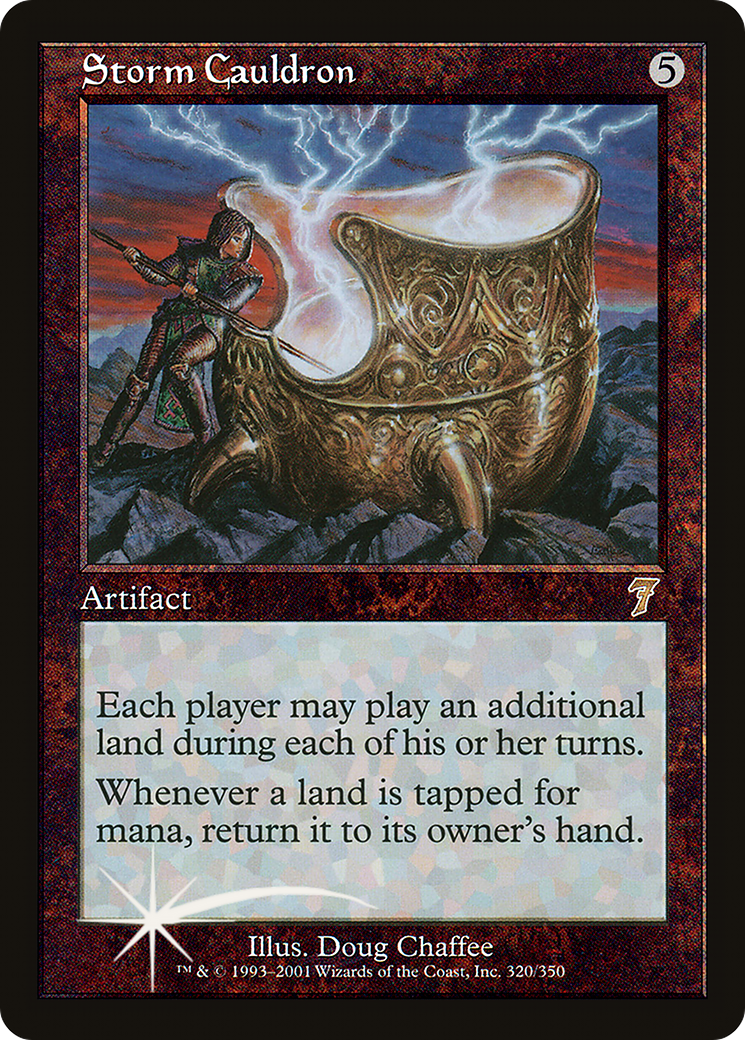 Storm Cauldron
5
Artifact
7
Each player may play an additional
land during each of his or her turns.
Whenever a land is tapped for
mana, return it to its owner's hand.
Illus. Doug Chaffee
™ & © 1993–2001 Wizards of the Coast, Inc. 320/350